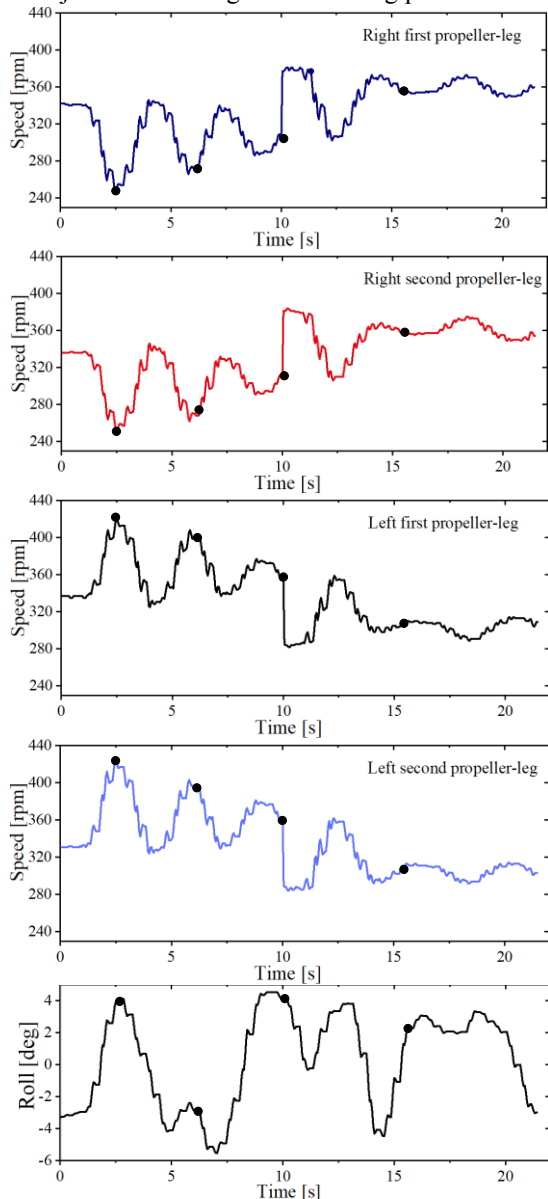 440
Right first propeller-leg
400
360
320
280
240
Speed [rpm]
0 5 10 15 20
Time [s]
440
Right second propeller-leg
400
360
320
280
240
Speed [rpm]
0 5 10 15 20
Time [s]
440
Left first propeller-leg
400
360
320
280
240
Speed [rpm]
0 5 10 15 20
Time [s]
440
Left second propeller-leg
400
360
320
280
240
Speed [rpm]
0 5 10 15 20
Time [s]
4
2
0
-2
-4
-6
Roll [deg]
0 5 10 15 20
Time [s]